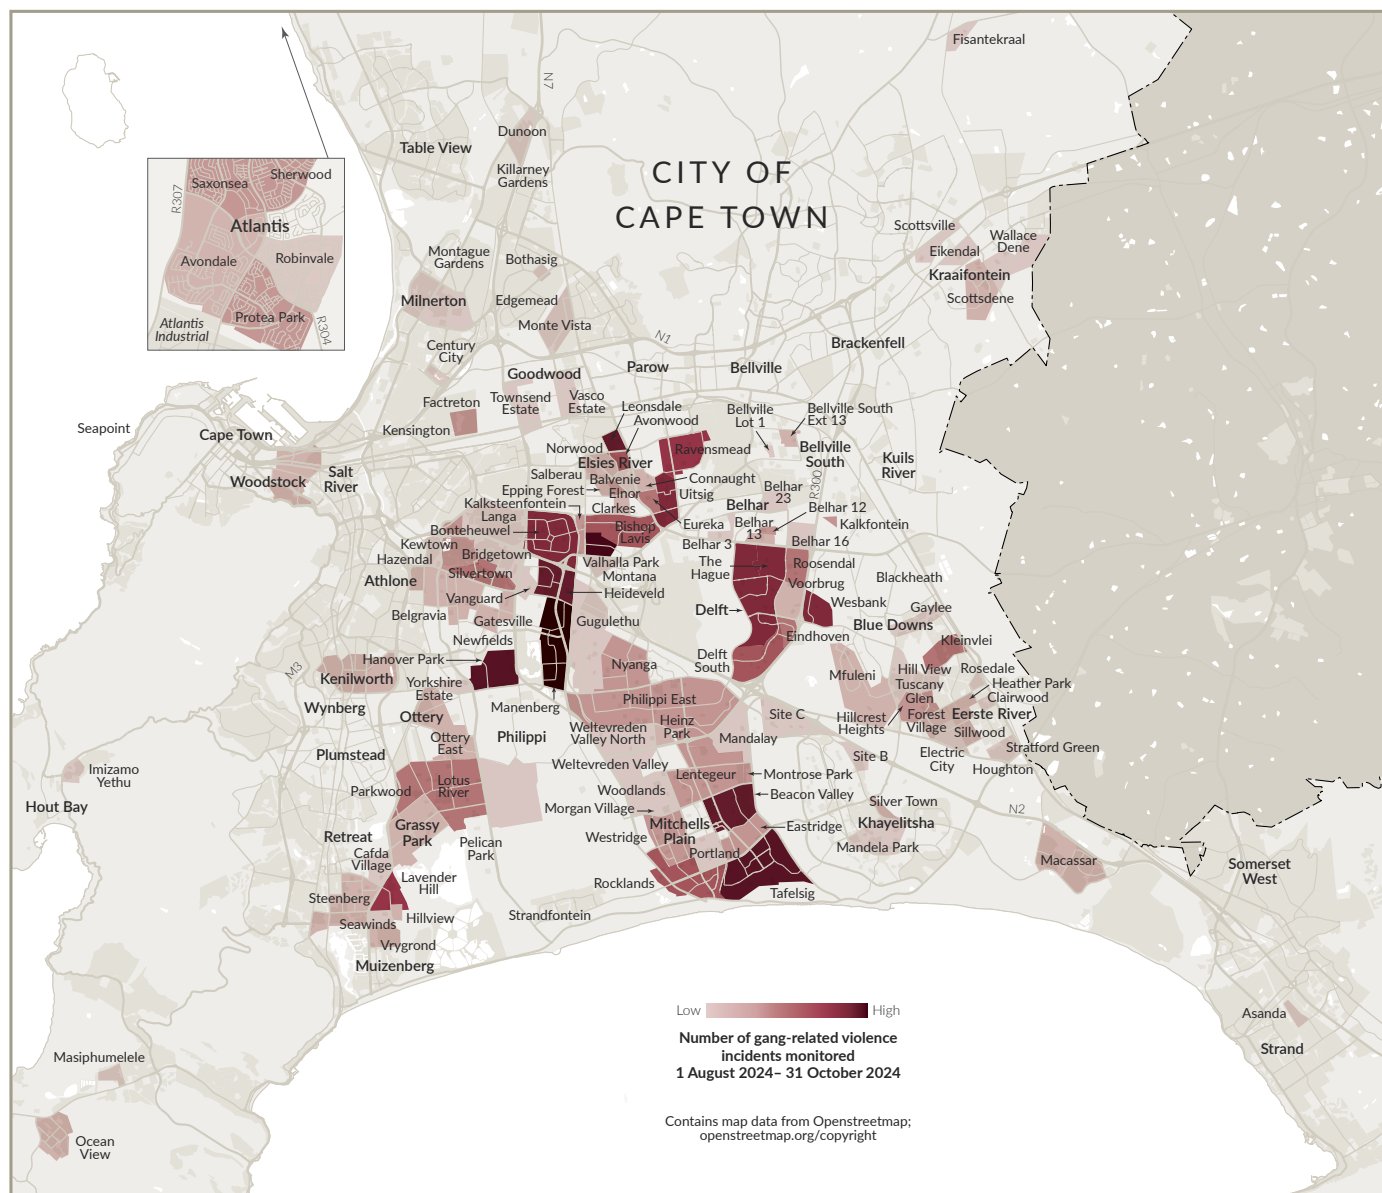 Fisantekraal
N7
Dunoon
Table View
Killarney
Gardens
CITY OF
CAPE TOWN
Saxonsea
Sherwood
R307
Atlantis
Avondale
Robinvale
Protea Park
R304
Atlantis
Industrial
Scottsville
Wallace
Dene
Eikendal
Kraaifontein
Scottsdene
Montague
Gardens
Bothasig
Milnerton
Edgemead
Monte Vista
N1
Century
City
Brackenfell
Goodwood
Parow
Bellville
Factreton
Townsend
Estate
Vasco
Estate
Leonsdale
Avonwood
Bellville
Lot 1
Bellville South
Ext 13
Seapoint
Cape Town
Kensington
Norwood
Elsies River
Ravensmead
Bellville
South
Kuils
River
Woodstock
Salt
River
Salberau
Balvenie
Connaught
Epping Forest
Elnor
Uitsig
Belhar
23
R300
Kalksteenfontein
Clarkes
Belhar
Belhar 12
Langa
Bonteheuwel
Bishop
Lavis
Eureka
Belhar
13
Kalkfontein
Kewtown
Belhar 3
Belhar 16
Hazendal
Bridgetown
Valhalla Park
The
Hague
Roosendal
Athlone
Silvertown
Montana
Voorbrug
Blackheath
Vanguard
Heideveld
Wesbank
Belgravia
Gatesville
Gugulethu
Delft
Gaylee
Blue Downs
Newfields
Eindhoven
Kleinvlei
M3
Hanover Park
Nyanga
Delft
South
Kenilworth
Yorkshire
Estate
Mfuleni
Hill View
Rosedale
Tuscany
Glen
Heather Park
Clairwood
Wynberg
Manenberg
Philippi East
Ottery
Weltevreden
Valley North
Heinz
Park
Site C
Hillcrest
Heights
Forest
Village
Eerste River
Philippi
Mandalay
Sillwood
Ottery
East
Stratford Green
Plumstead
Weltevreden Valley
Site B
Electric
City
Houghton
Imizamo
Yethu
Lentegeur
Montrose Park
Parkwood
Lotus
River
Woodlands
Beacon Valley
Hout Bay
Morgan Village
Silver Town
N2
Grassy
Park
Mitchells
Plain
Eastridge
Khayelitsha
Retreat
Westridge
Pelican
Park
Portland
Mandela Park
Cafda
Village
Macassar
Somerset
West
Lavender
Hill
Rocklands
Tafelsig
Steenberg
Hillview
Strandfontein
Seawinds
Vrygrond
Muizenberg
Low
High
Asanda
Number of gang-related violence
incidents monitored
1 August 2024– 31 October 2024
Strand
Masiphumelele
Contains map data from Openstreetmap;
openstreetmap.org/copyright
Ocean
View